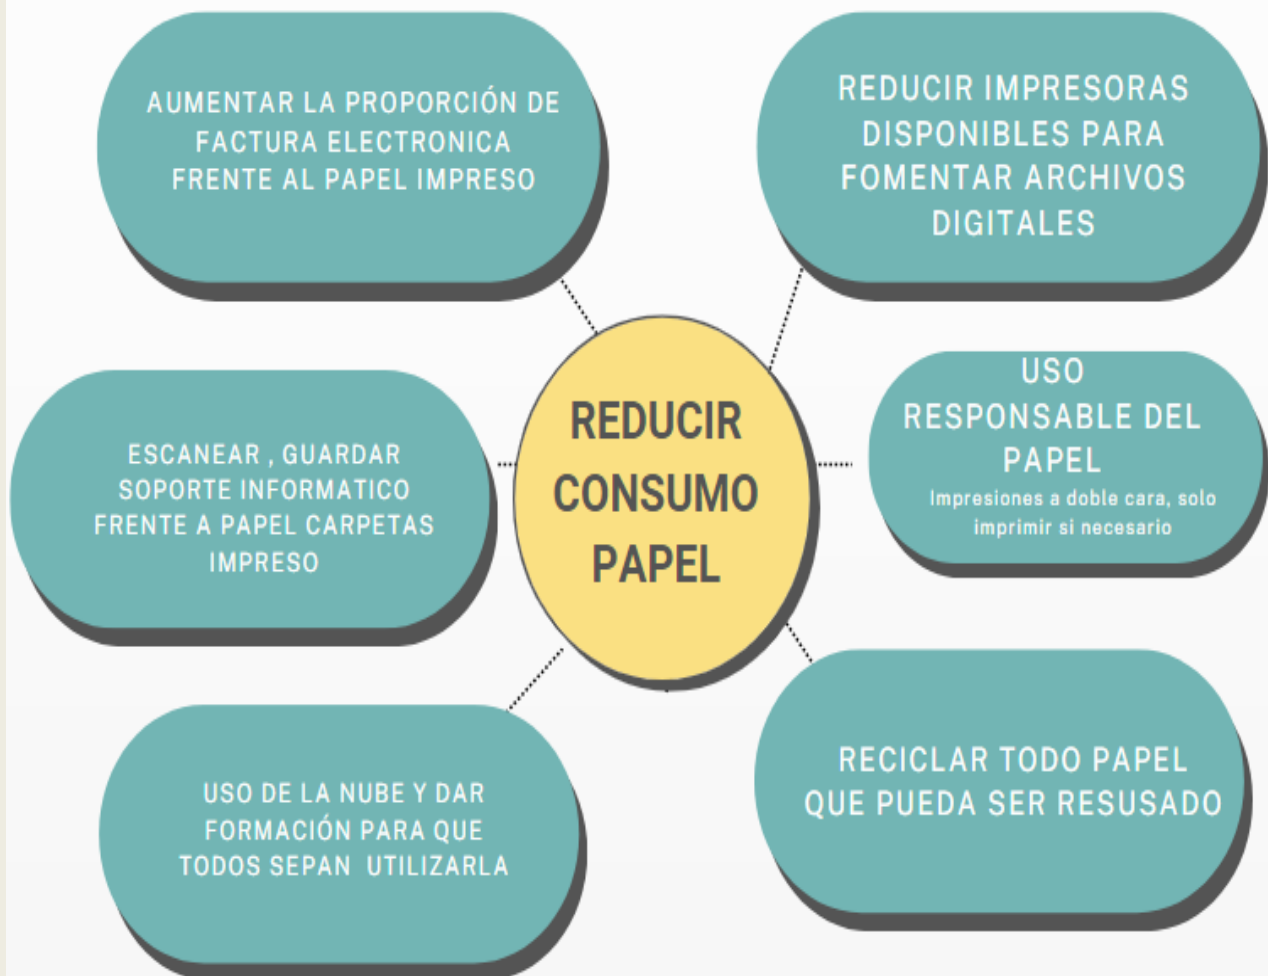 AUMENTAR LA PROPORCIÓN DE
FACTURA ELECTRONICA
FRENTE AL PAPEL IMPRESO
REDUCIR IMPRESORAS
DISPONIBLES PARA
FOMENTAR ARCHIVOS
DIGITALES
ESCANEAR , GUARDAR
SOPORTE INFORMATICO
FRENTE A PAPEL CARPETAS
IMPRESO
REDUCIR
CONSUMO
PAPEL
USO
RESPONSABLE DEL
PAPEL
Impresiones a doble cara, solo
imprimir si necesario
USO DE LA NUBE Y DAR
FORMACIÓN PARA QUE
TODOS SEPAN UTILIZARLA
RECICLAR TODO PAPEL
QUE PUEDA SER RESUSADO